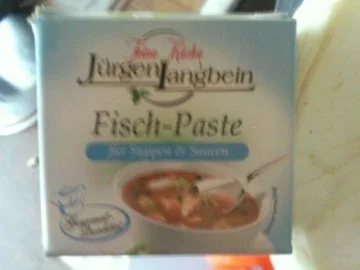 Feine Küche
Jürgen Langbein
Fisch-Paste
für Suppen & Saucen